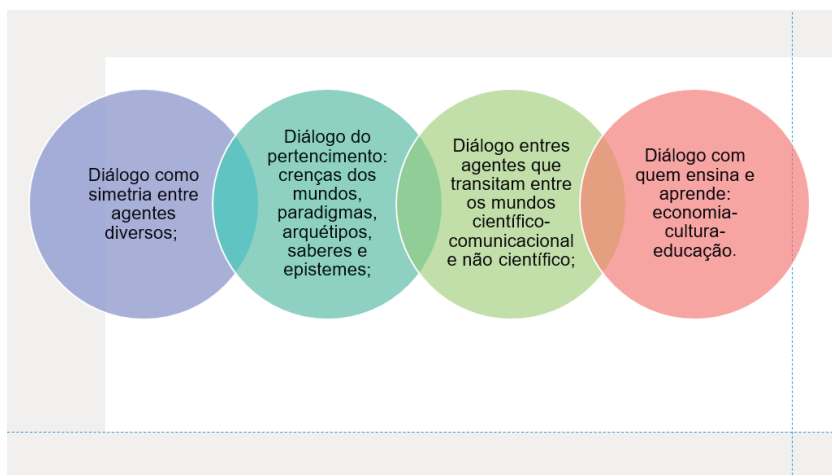 Diálogo como
simetria entre
agentes
diversos;
Diálogo do
pertencimento:
crenças dos
mundos,
paradigmas,
arquétipos,
saberes e
epistemes;
Diálogo entres
agentes que
transitam entre
os mundos
científico-
comunicacional
e não científico;
Diálogo com
quem ensina e
aprende:
economia-
cultura-
educação.